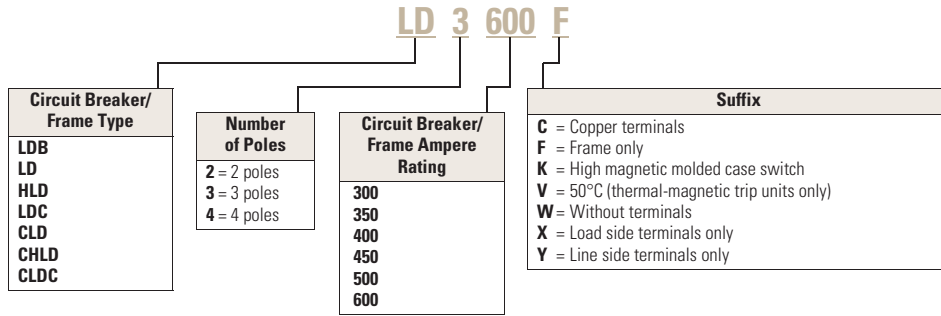 LD 3 600 F
Circuit Breaker/
Frame Type
LDB
LD
HLD
LDC
CLD
CHLD
CLDC
Number
of Poles
2 = 2 poles
3 = 3 poles
4 = 4 poles
Circuit Breaker/
Frame Ampere
Rating
300
350
400
450
500
600
Suffix
C = Copper terminals
F = Frame only
K = High magnetic molded case switch
V = 50°C (thermal-magnetic trip units only)
W = Without terminals
X = Load side terminals only
Y = Line side terminals only